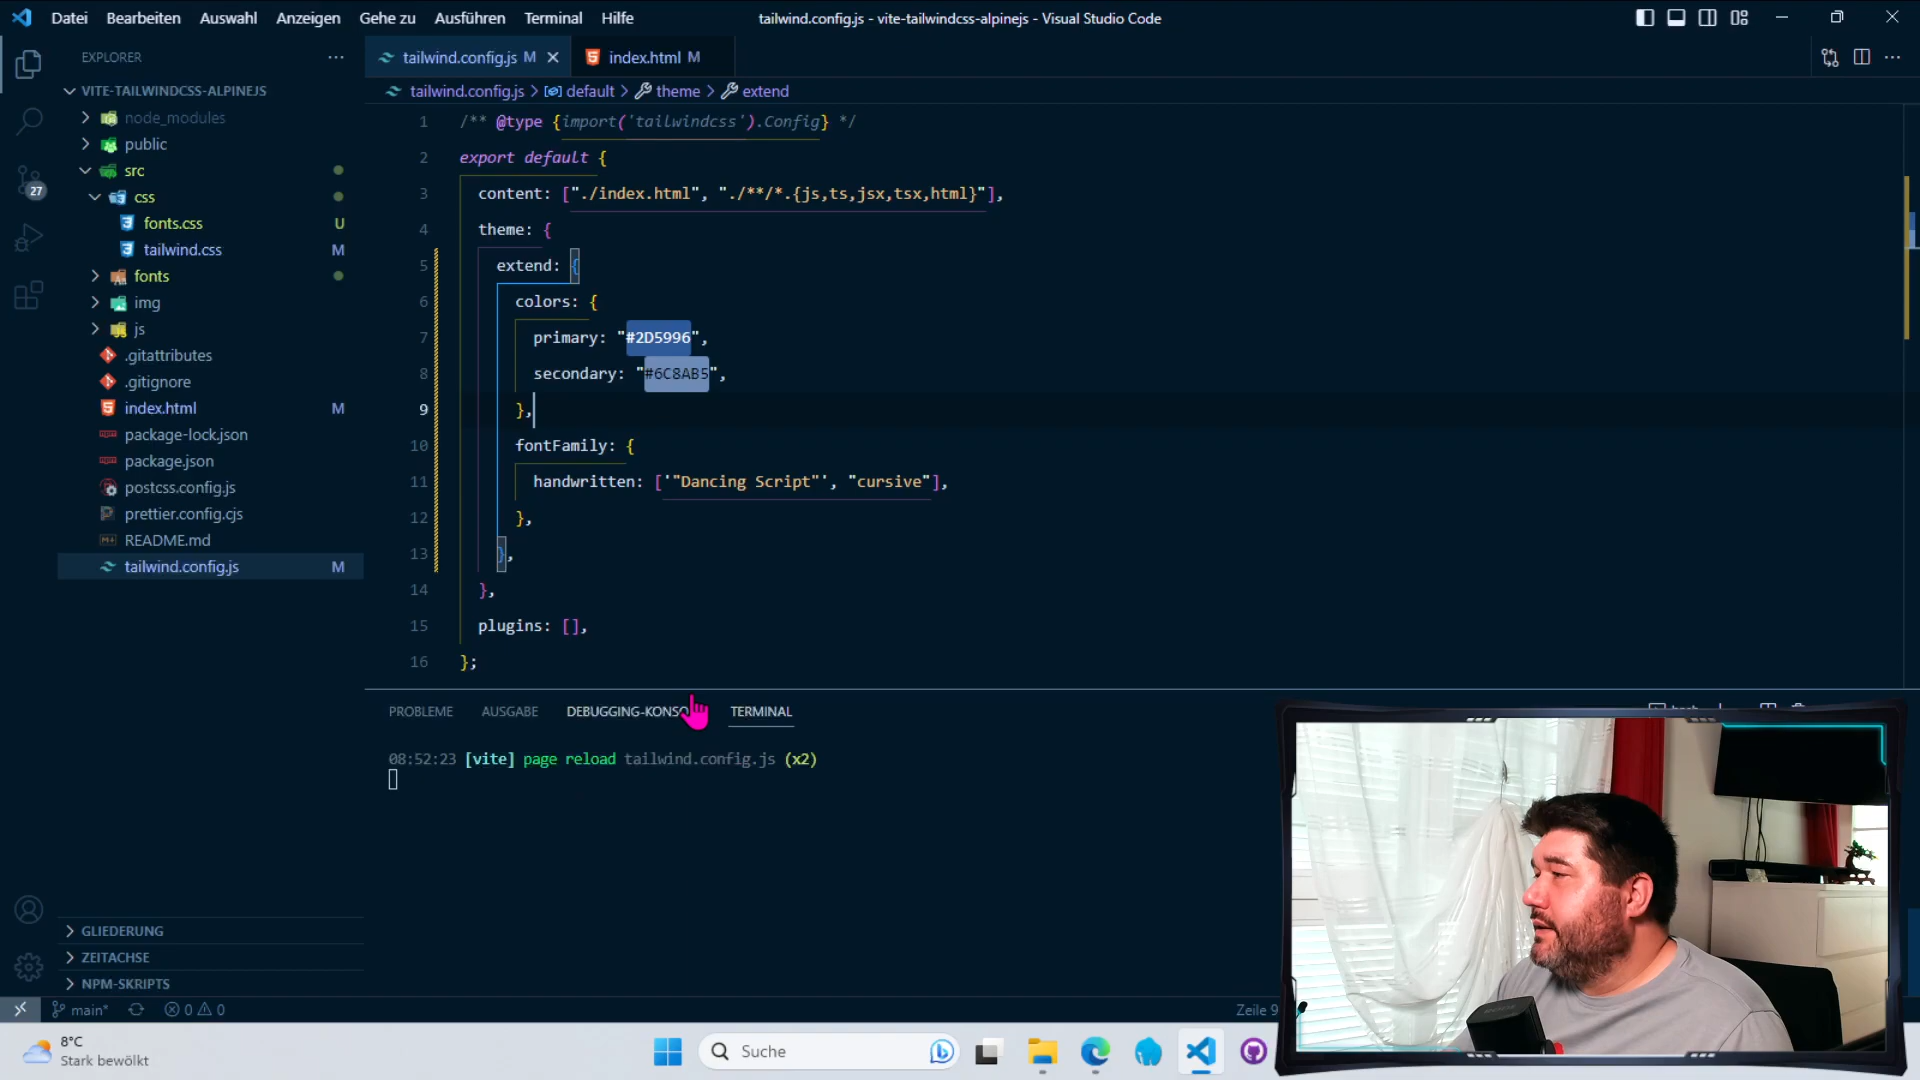 Datei Bearbeiten Auswahl Anzeigen Gehe zu Ausführen Terminal Hilfe
tailwind.config.js - vite-tailwindcss-alpinejs - Visual Studio Code
EXPLORER
VITE-TAILWINDCSS-ALPINEJS
node_modules
public
src
css
fonts.css U
tailwind.css M
fonts
img
js
.gitattributes
.gitignore
index.html M
package-lock.json
package.json
postcss.config.js
prettier.config.cjs
README.md
tailwind.config.js M
27
GLIEDERUNG
ZEITACHSE
NPM-SKRIPTS
tailwind.config.js M
index.html M
tailwind.config.js > default > theme > extend
1 /** @type {import('tailwindcss').Config} */
2 export default {
3 content: ["./index.html", "./**/*.{js,ts,jsx,tsx,html}"],
4 theme: {
5 extend: {
6 colors: {
7 primary: "#2D5996",
8 secondary: "#6C8AB5",
9 },
10 fontFamily: {
11 handwritten: ['"Dancing Script"', "cursive"],
12 },
13 },
14 },
15 plugins: [],
16 };
PROBLEME AUSGABE DEBUGGING-KONSO TERMINAL
08:52:23 [vite] page reload tailwind.config.js (x2)
main* 0 0
Zeile 9
8°C
Stark bewölkt
Suche